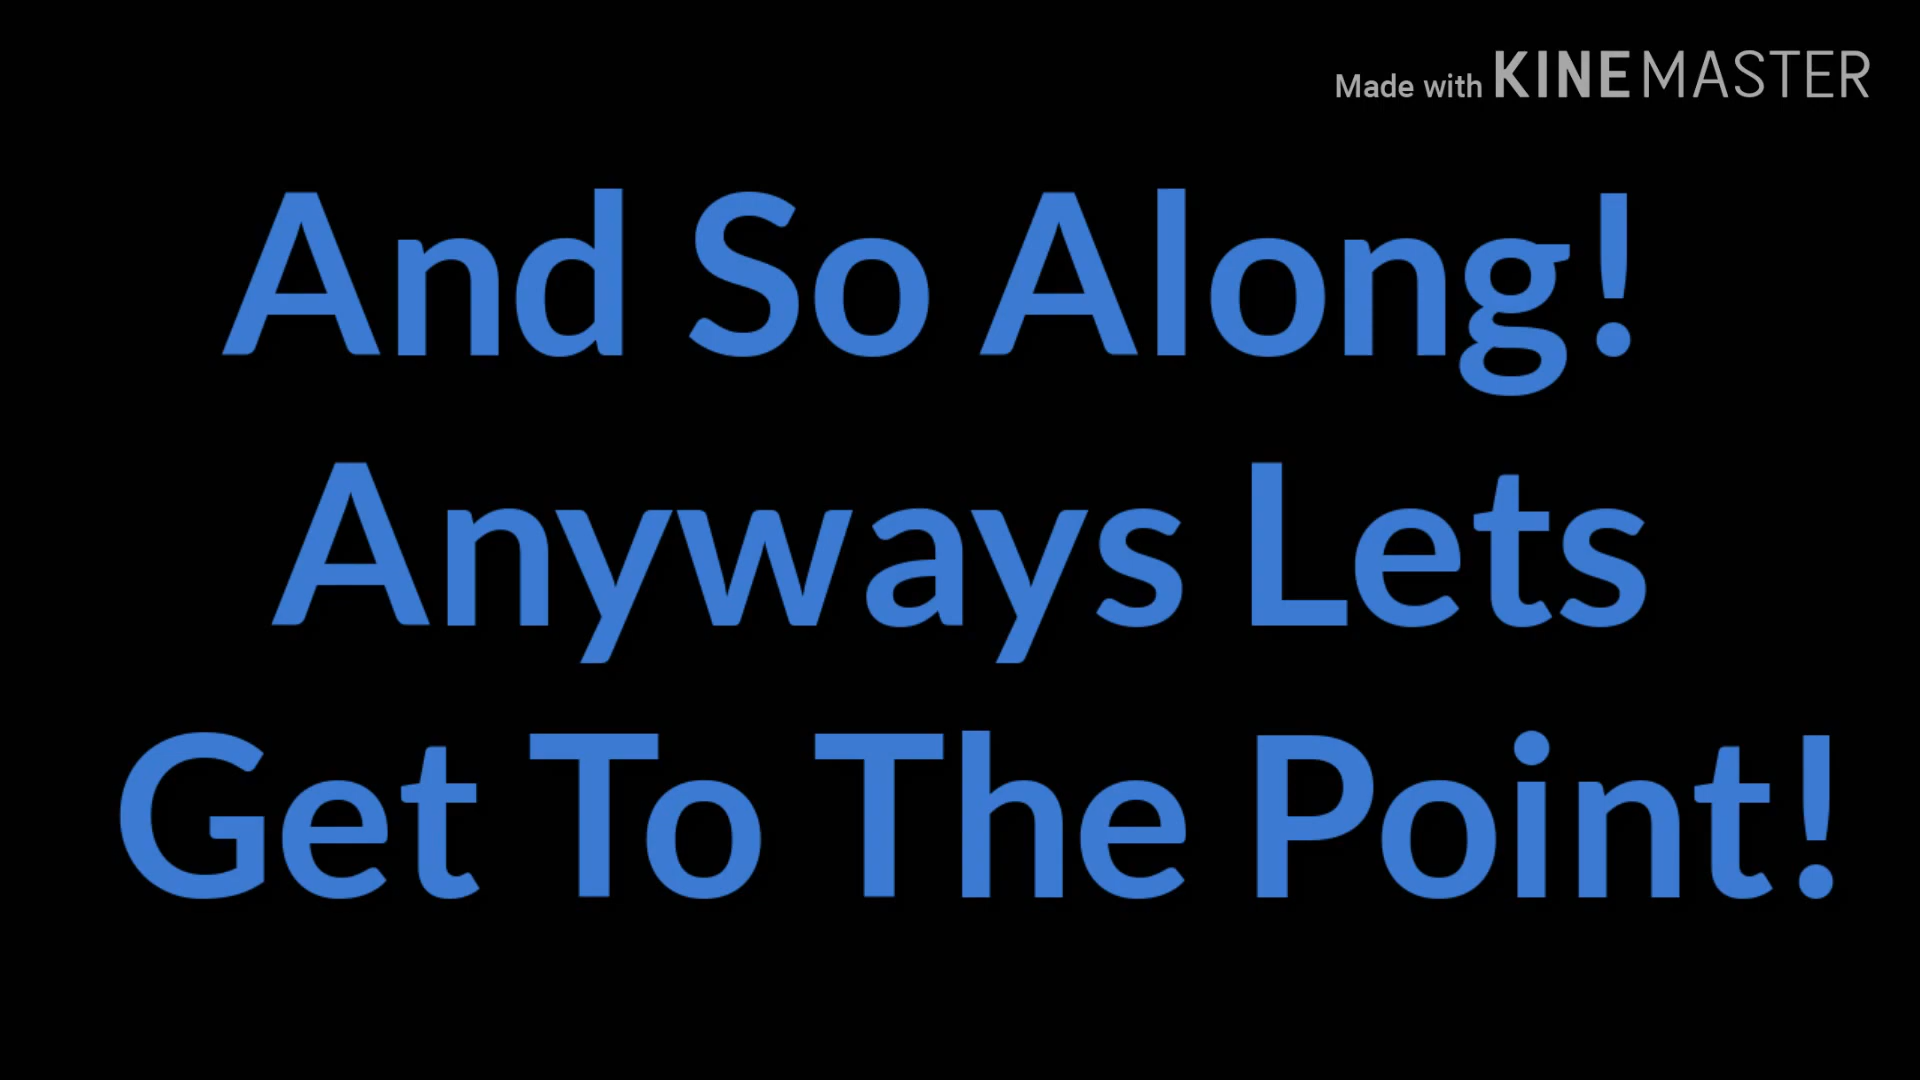 Made with KINEMASTER
And So Along!
Anyways Lets
Get To The Point!